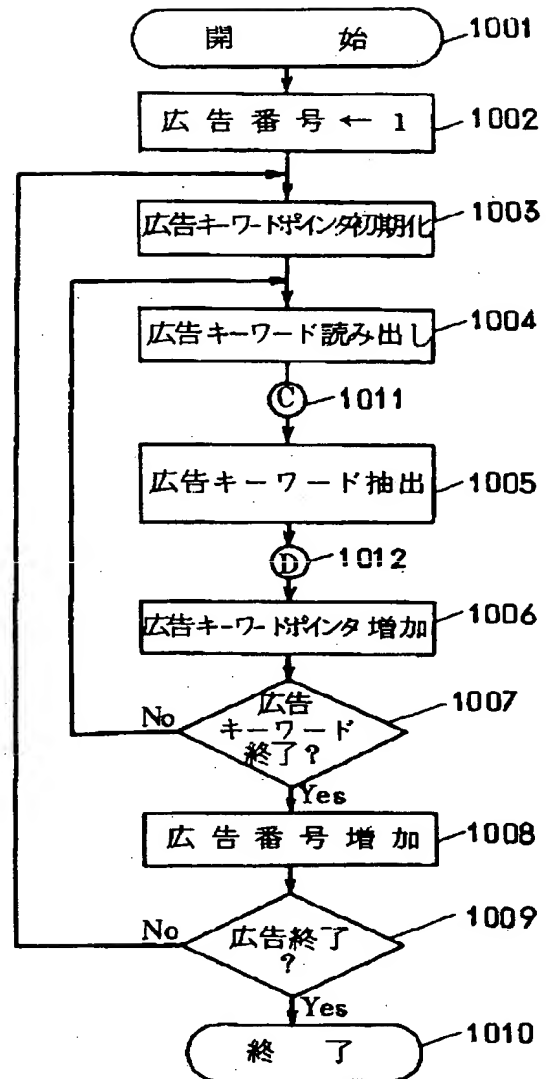 開 始
1001
広告番号 ← 1
1002
広告キーワードポインタ初期化
1003
広告キーワード読み出し
1004
C
1011
広告キーワード抽出
1005
D
1012
広告キーワードポインタ増加
1006
広告
キーワード
終了?
1007
No
Yes
広告番号増加
1008
広告終了
?
1009
No
Yes
終 了
1010